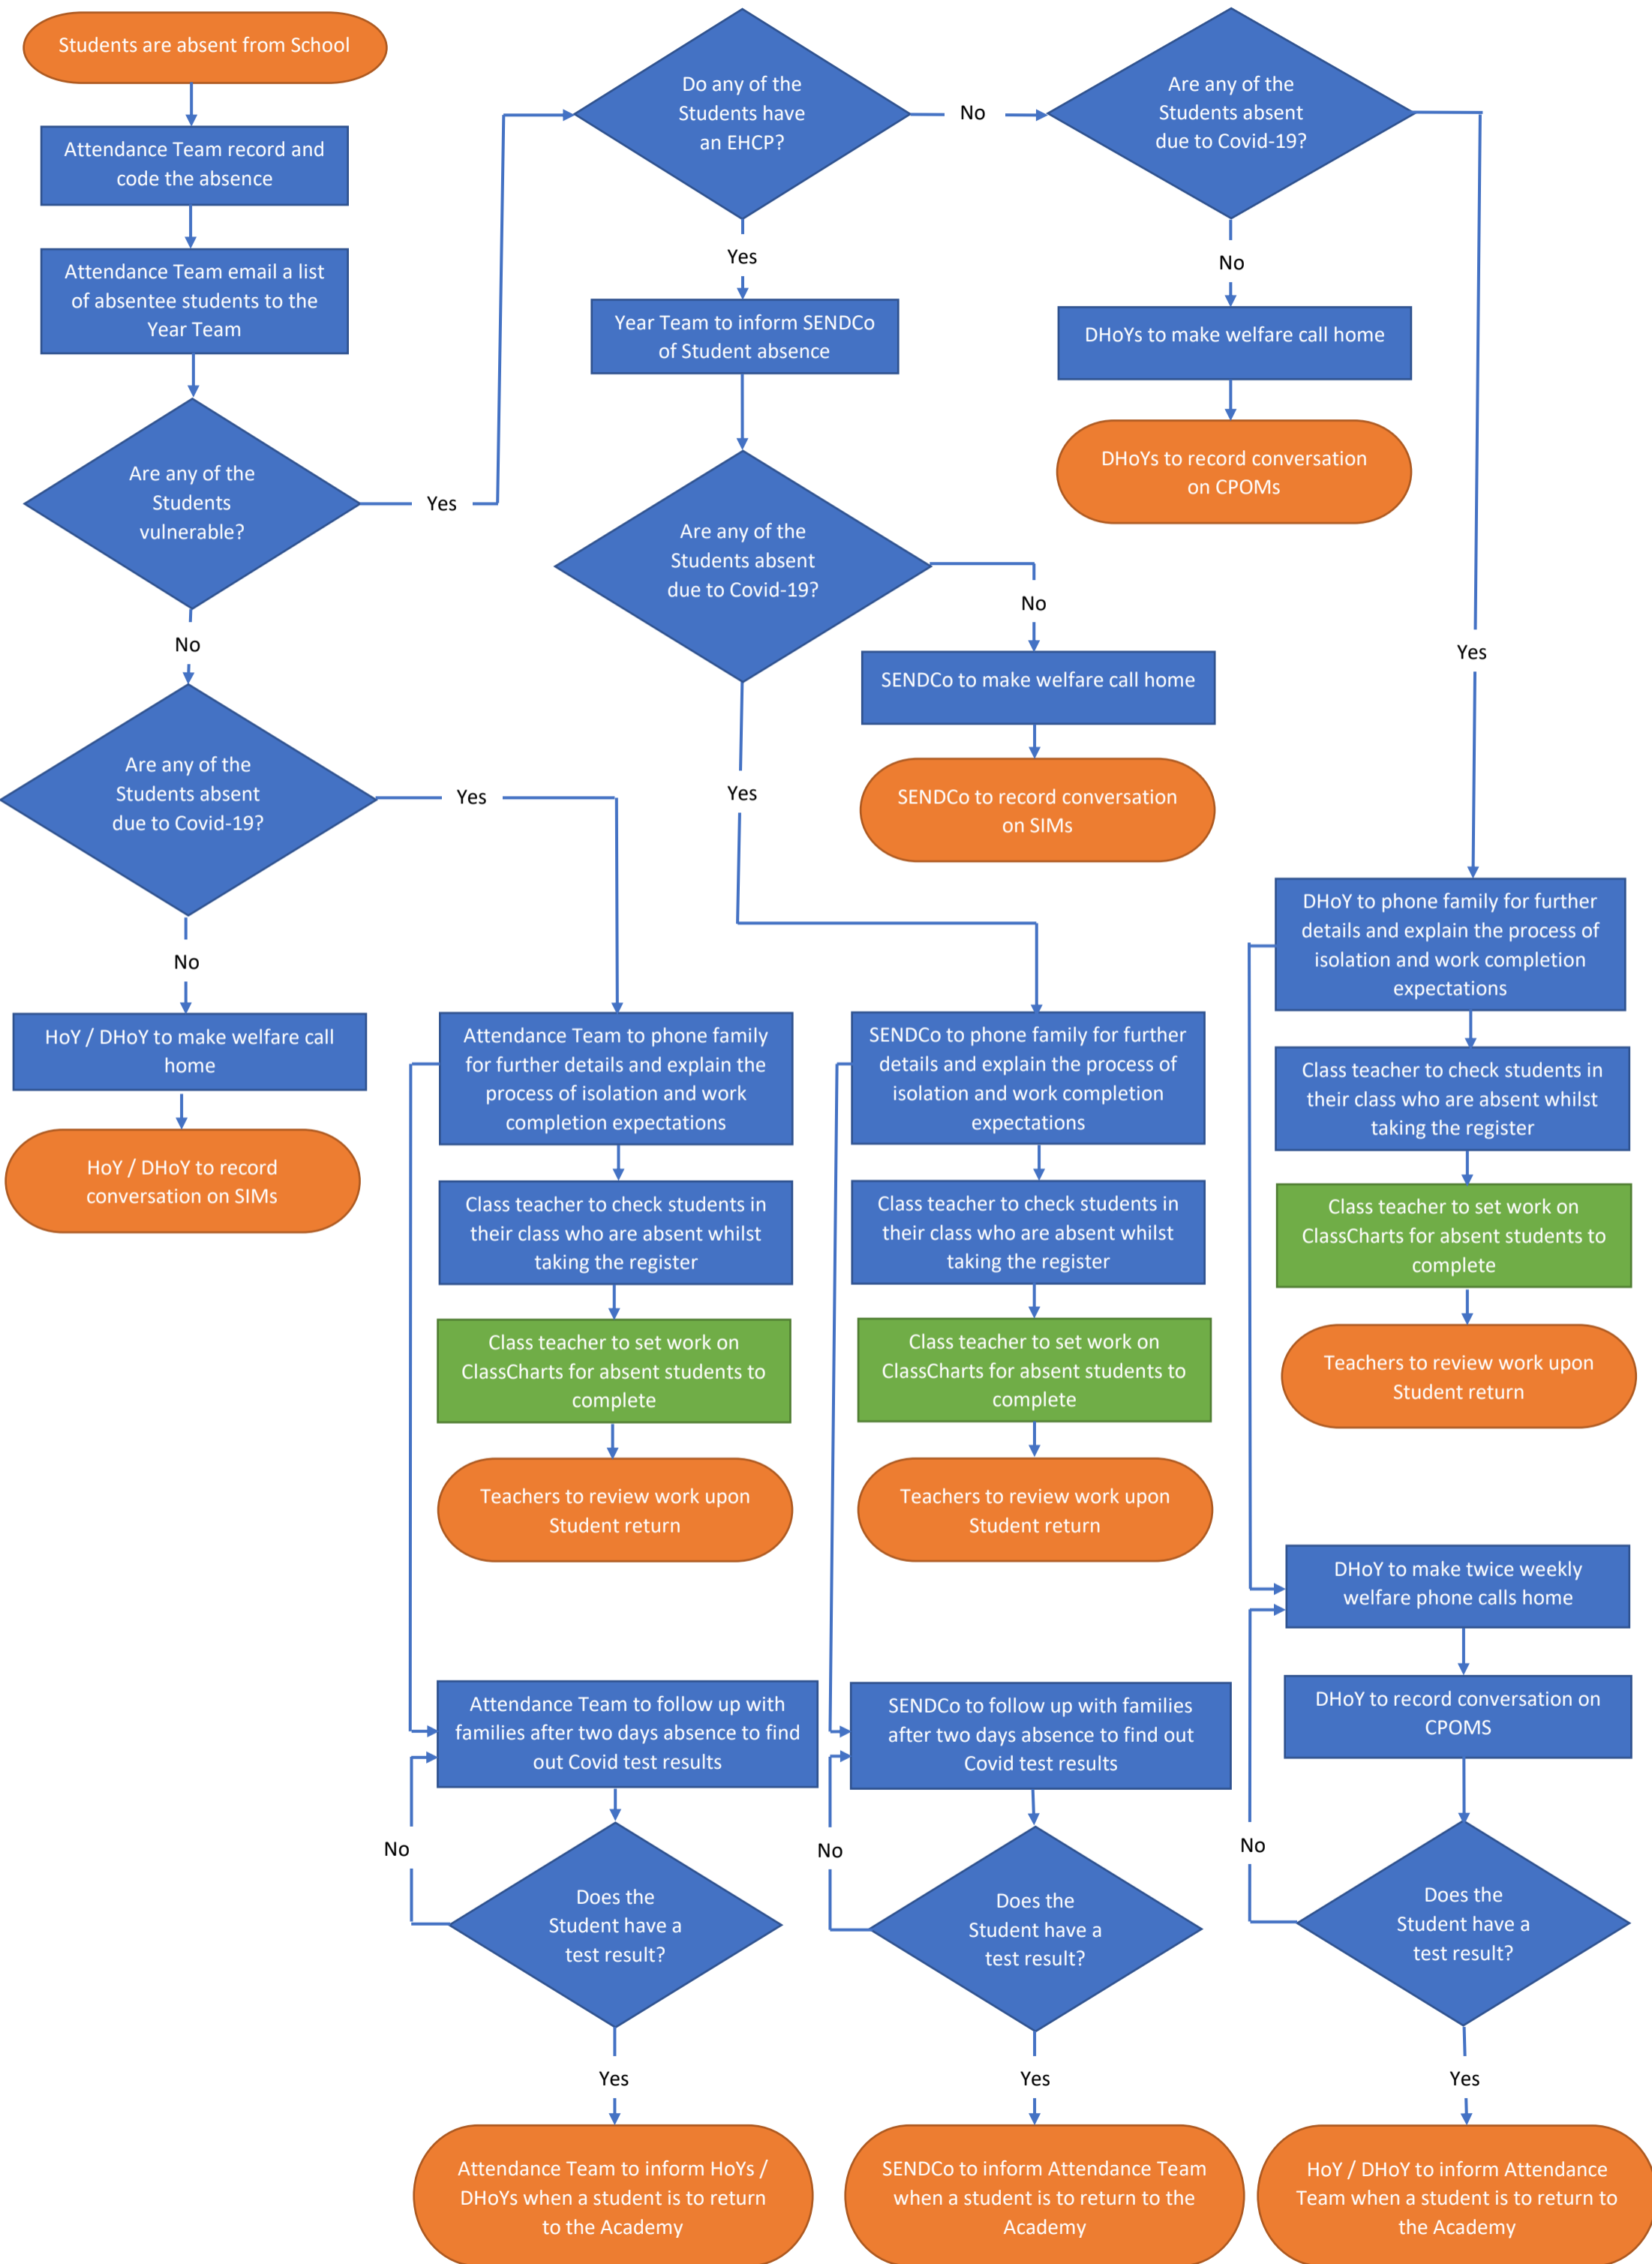 Students are absent from School
Attendance Team record and
code the absence
Attendance Team email a list
of absentee students to the
Year Team
Are any of the
Students
vulnerable?
Yes
No
Are any of the
Students absent
due to Covid-19?
Yes
No
HoY / DHoY to make welfare call
home
HoY / DHoY to record
conversation on SIMs
Do any of the
Students have
an EHCP?
No
Yes
Year Team to inform SENDCo
of Student absence
Are any of the
Students absent
due to Covid-19?
No
SENDCo to make welfare call home
SENDCo to record conversation
on SIMs
Yes
Are any of the
Students absent
due to Covid-19?
No
DHoYs to make welfare call home
DHoYs to record conversation
on CPOMs
Yes
Attendance Team to phone family
for further details and explain the
process of isolation and work
completion expectations
Class teacher to check students in
their class who are absent whilst
taking the register
Class teacher to set work on
ClassCharts for absent students to
complete
Teachers to review work upon
Student return
Attendance Team to follow up with
families after two days absence to find
out Covid test results
No
Does the
Student have a
test result?
Yes
Attendance Team to inform HoYs /
DHoYs when a student is to return
to the Academy
SENDCo to phone family for further
details and explain the process of
isolation and work completion
expectations
Class teacher to check students in
their class who are absent whilst
taking the register
Class teacher to set work on
ClassCharts for absent students to
complete
Teachers to review work upon
Student return
SENDCo to follow up with families
after two days absence to find out
Covid test results
No
Does the
Student have a
test result?
Yes
SENDCo to inform Attendance Team
when a student is to return to the
Academy
DHoY to phone family for further
details and explain the process of
isolation and work completion
expectations
Class teacher to check students in
their class who are absent whilst
taking the register
Class teacher to set work on
ClassCharts for absent students to
complete
Teachers to review work upon
Student return
DHoY to make twice weekly
welfare phone calls home
DHoY to record conversation on
CPOMS
No
Does the
Student have a
test result?
Yes
HoY / DHoY to inform Attendance
Team when a student is to return to
the Academy